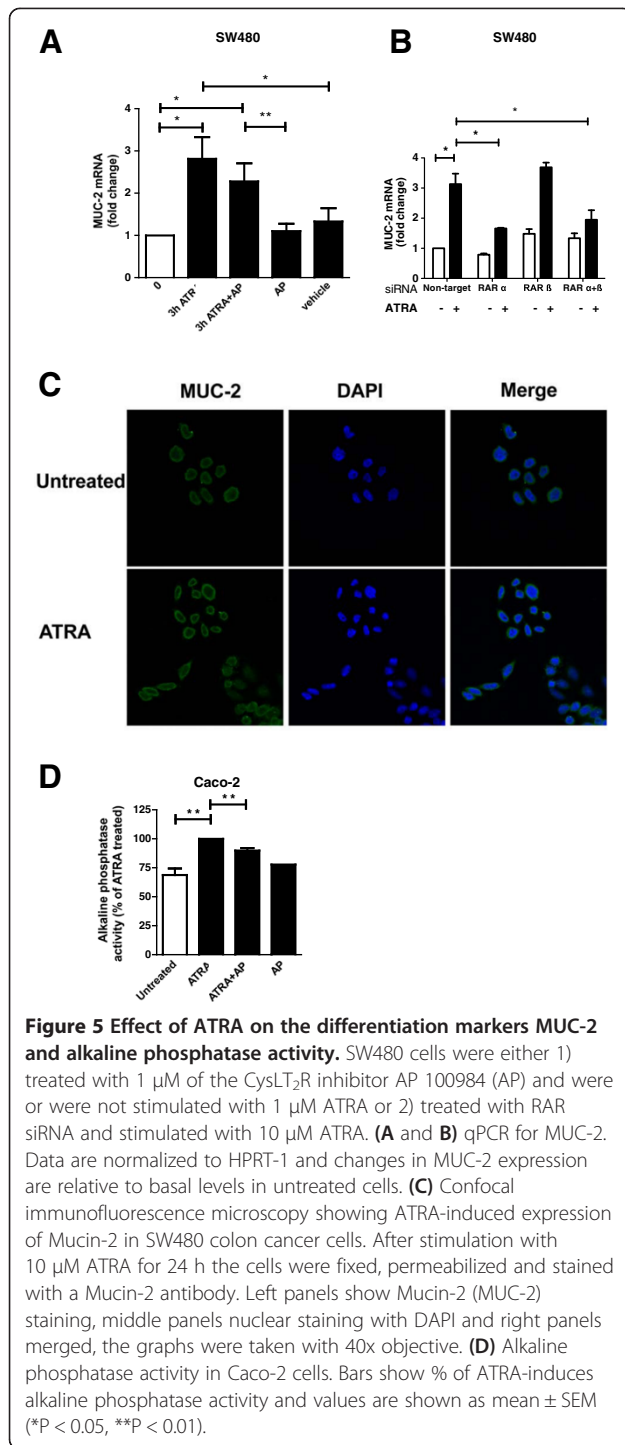 A
SW480
*
*
**
*
4
3
2
1
0
MUC-2 mRNA
(fold change)
0
3h ATR
3h ATRA+AP
AP
vehicle
B
SW480
*
*
*
4
3
2
1
0
MUC-2 mRNA
(fold change)
siRNA Non-target RAR α RAR ß RAR α+ß
ATRA - + - + - + - +
C
MUC-2 DAPI Merge
Untreated
ATRA
D
Caco-2
** **
125
100
75
50
25
0
Alkaline phosphatase
activity (% of ATRA treated)
Untreated
ATRA
ATRA+AP
AP
Figure 5 Effect of ATRA on the differentiation markers MUC-2
and alkaline phosphatase activity. SW480 cells were either 1)
treated with 1 μM of the CysLT₂R inhibitor AP 100984 (AP) and were
or were not stimulated with 1 μM ATRA or 2) treated with RAR
siRNA and stimulated with 10 μM ATRA. (A and B) qPCR for MUC-2.
Data are normalized to HPRT-1 and changes in MUC-2 expression
are relative to basal levels in untreated cells. (C) Confocal
immunofluorescence microscopy showing ATRA-induced expression
of Mucin-2 in SW480 colon cancer cells. After stimulation with
10 μM ATRA for 24 h the cells were fixed, permeabilized and stained
with a Mucin-2 antibody. Left panels show Mucin-2 (MUC-2)
staining, middle panels nuclear staining with DAPI and right panels
merged, the graphs were taken with 40x objective. (D) Alkaline
phosphatase activity in Caco-2 cells. Bars show % of ATRA-induces
alkaline phosphatase activity and values are shown as mean ± SEM
(*P < 0.05, **P < 0.01).